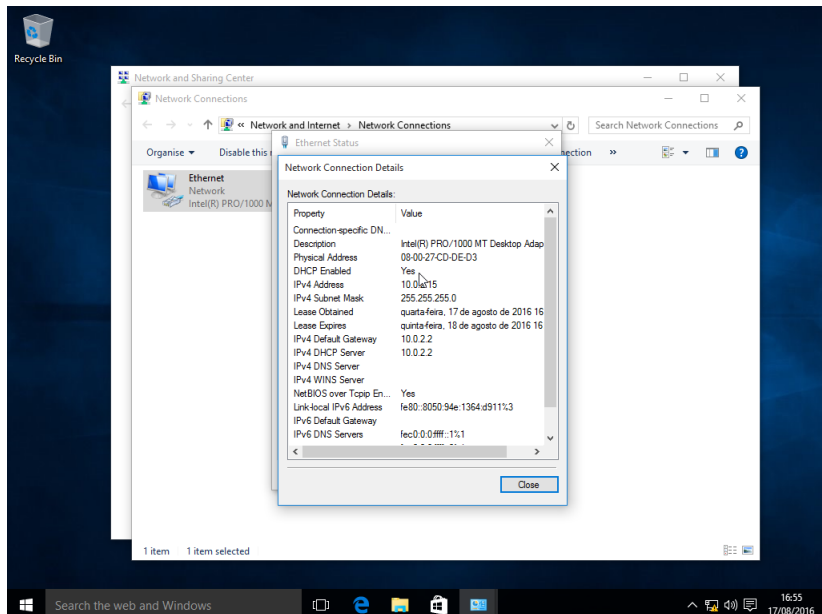 Recycle Bin
Network and Sharing Center
Network Connections
« Network and Internet › Network Connections
Search Network Connections
Organise
Disable this
»
Ethernet
Network
Intel(R) PRO/1000 M
Ethernet Status
Network Connection Details
Network Connection Details:
Property Value
Connection-specific DN...
Description Intel(R) PRO/1000 MT Desktop Adap
Physical Address 08-00-27-CD-DE-D3
DHCP Enabled Yes
IPv4 Address
IPv4 Subnet Mask 255.255.255.0
Lease Obtained quarta-feira, 17 de agosto de 2016 16
Lease Expires quinta-feira, 18 de agosto de 2016 16
IPv4 Default Gateway 10.0.2.2
IPv4 DHCP Server 10.0.2.2
IPv4 DNS Server
IPv4 WINS Server
NetBIOS over Tcpip En... Yes
Link-local IPv6 Address fe80::8050:94e:1364:d911%3
IPv6 Default Gateway
IPv6 DNS Servers fec0:0:0:ffff::1%1
Close
1 item 1 item selected
Search the web and Windows
16:55
17/08/2016